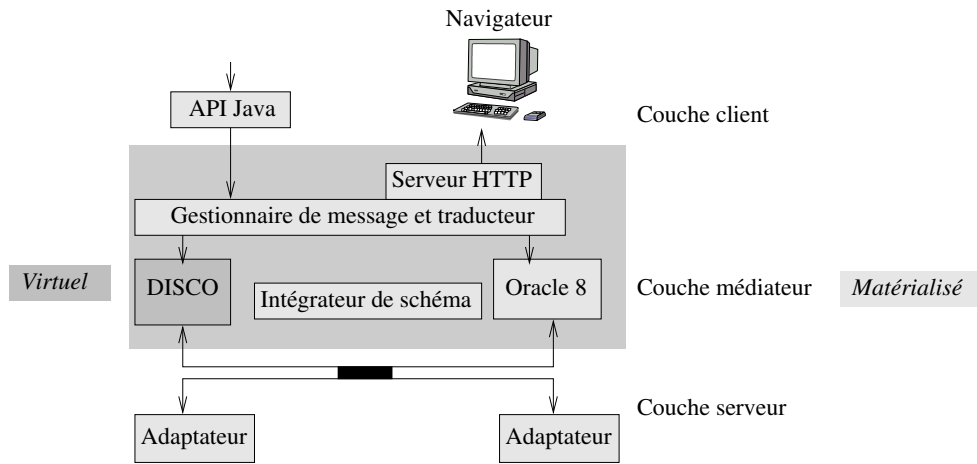 Navigateur
API Java
Couche client
Serveur HTTP
Gestionnaire de message et traducteur
Virtuel
DISCO
Intégrateur de schéma
Oracle 8
Couche médiateur
Matérialisé
Couche serveur
Adaptateur
Adaptateur